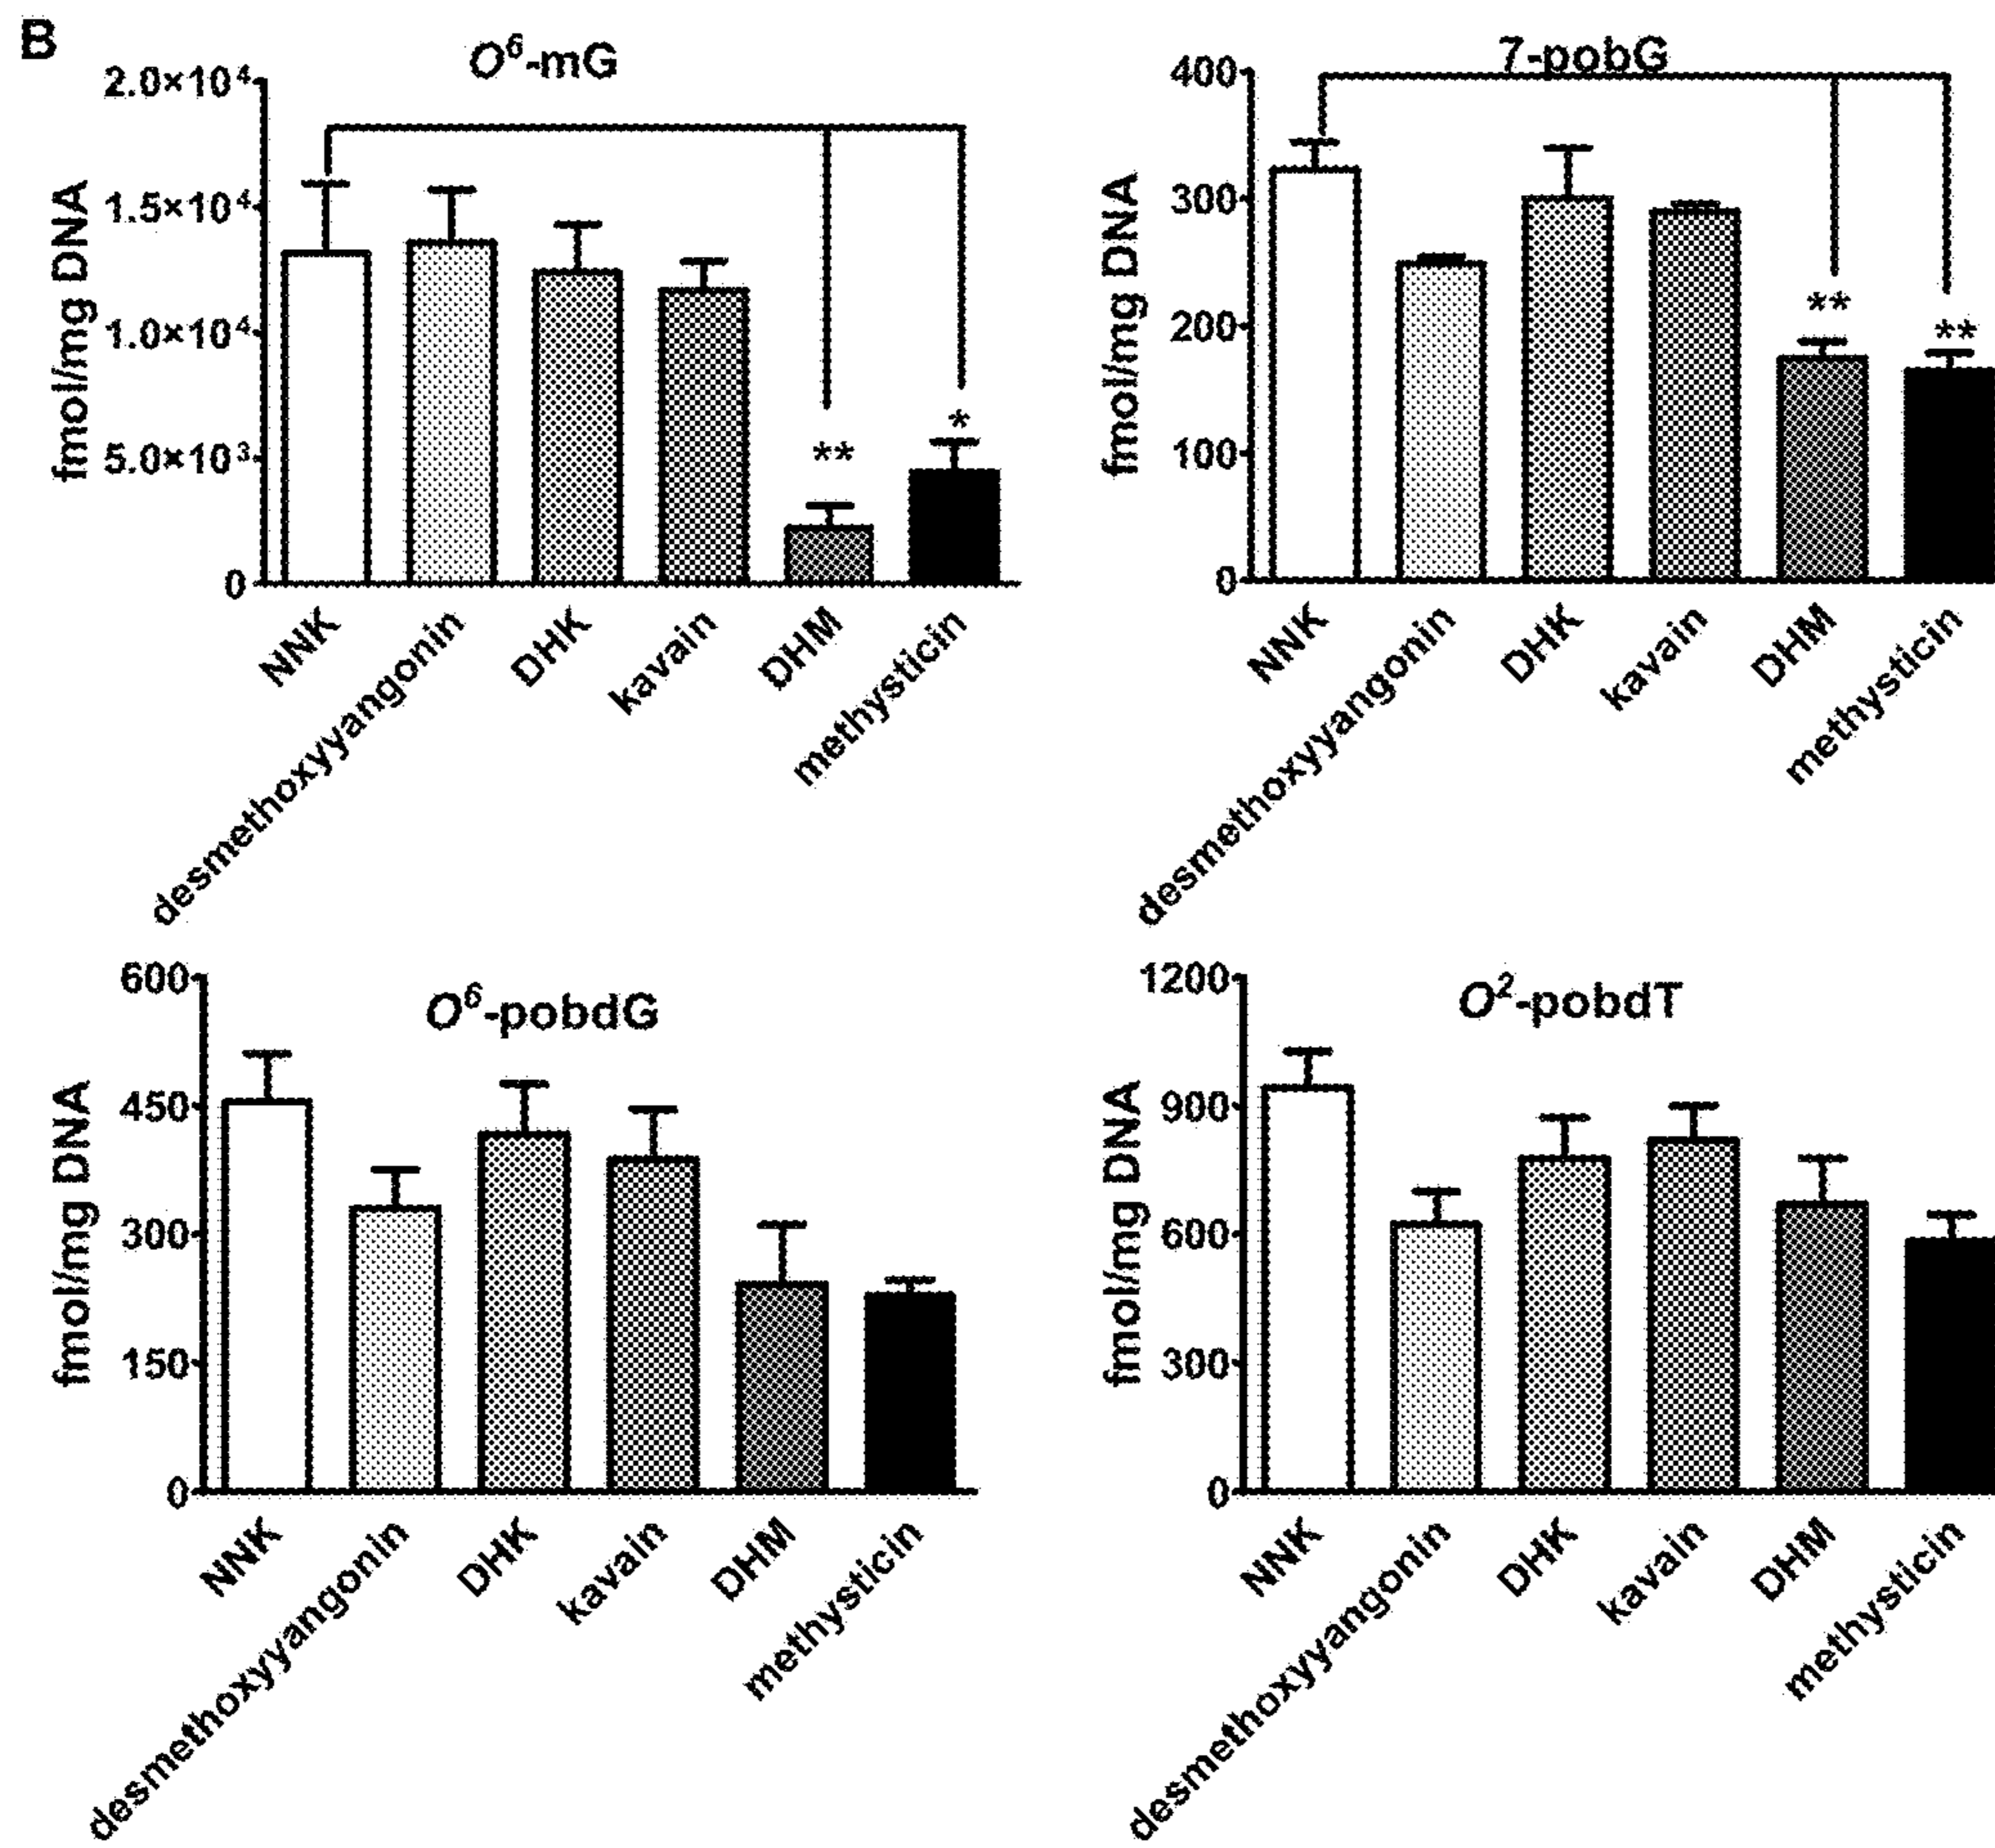 B
O⁶-mG
2.0×10⁴
1.5×10⁴
1.0×10⁴
5.0×10³
0
fmol/mg DNA
**
*
NNK
desmethoxyyangonin
DHK
kavain
DHM
methysticin
7-pobG
400
300
200
100
0
fmol/mg DNA
**
**
NNK
desmethoxyyangonin
DHK
kavain
DHM
methysticin
O⁶-pobdG
600
450
300
150
0
fmol/mg DNA
NNK
desmethoxyyangonin
DHK
kavain
DHM
methysticin
O²-pobdT
1200
900
600
300
0
fmol/mg DNA
NNK
desmethoxyyangonin
DHK
kavain
DHM
methysticin